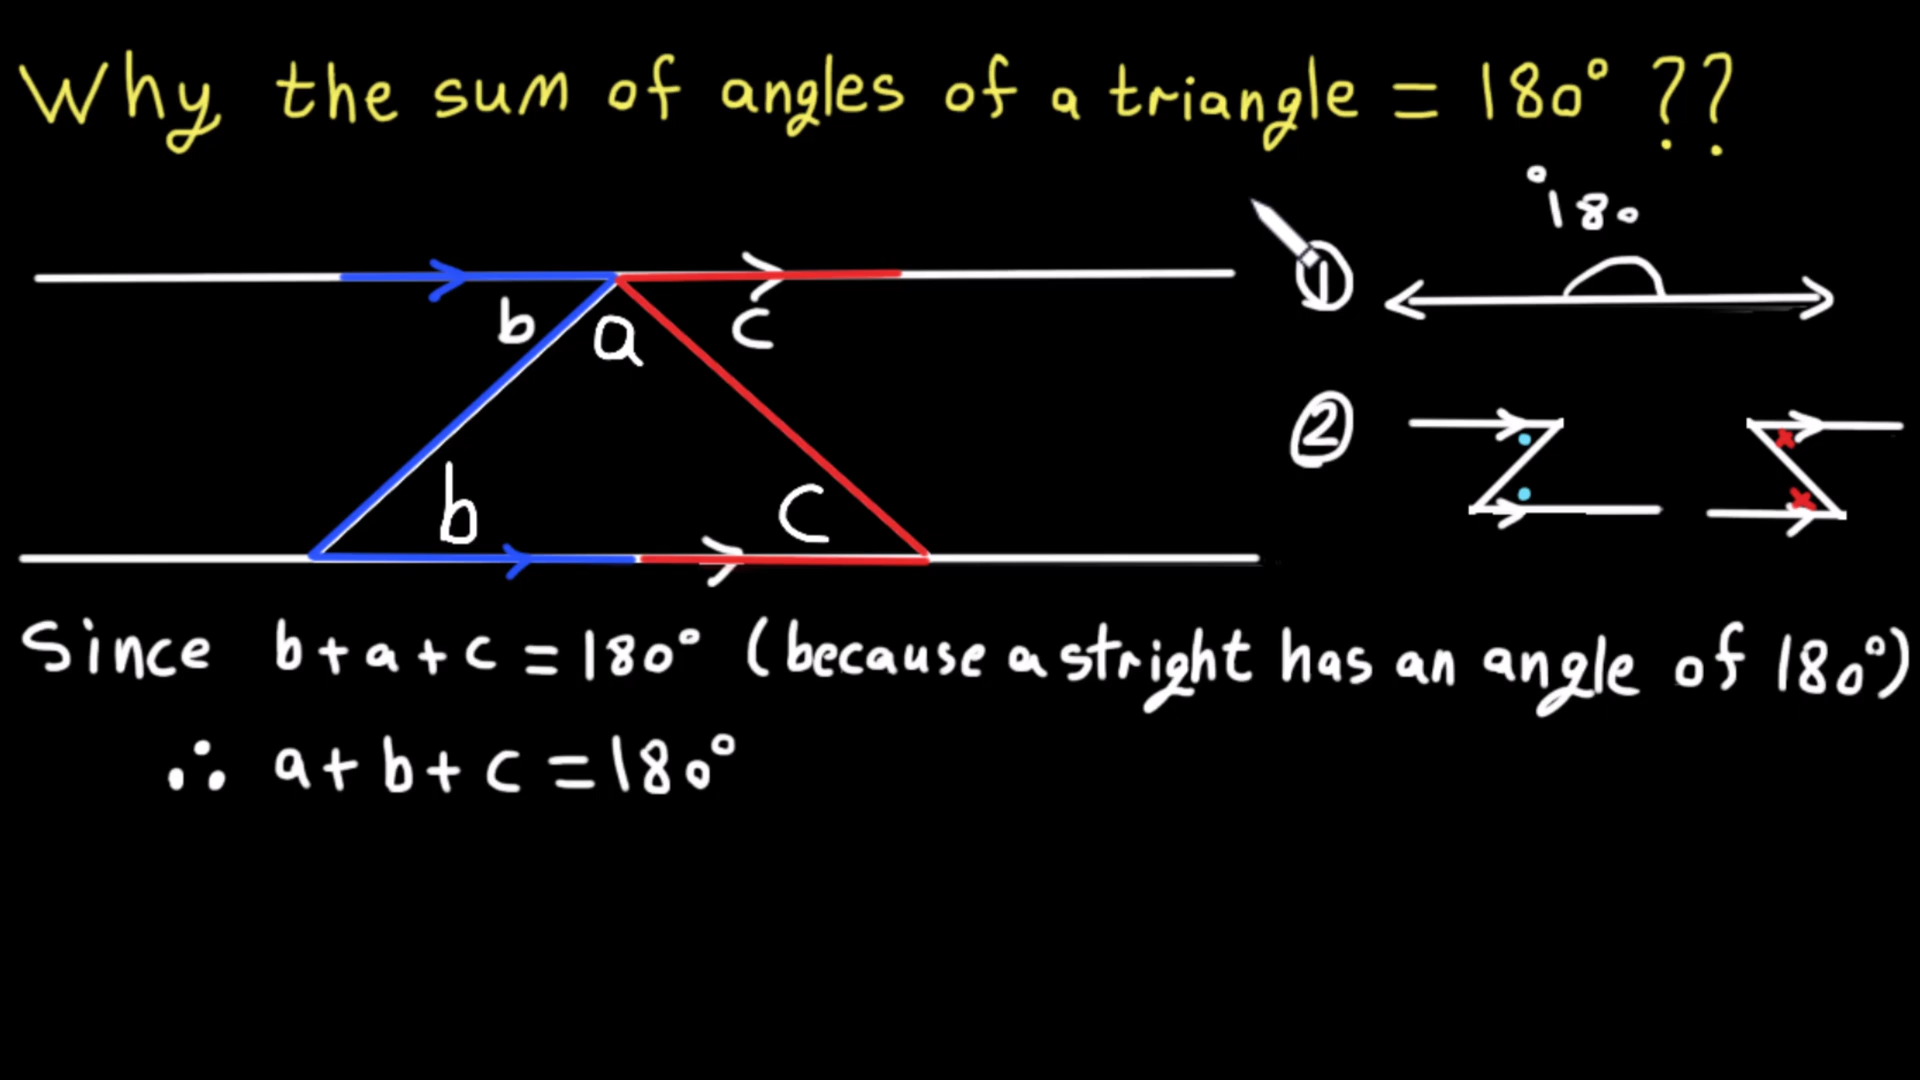 Why the sum of angles of a triangle = 180° ??
°180
①
b a c
②
b c
Since b+a+c=180° (because a stright has an angle of 180°)
∴ a+b+c=180°